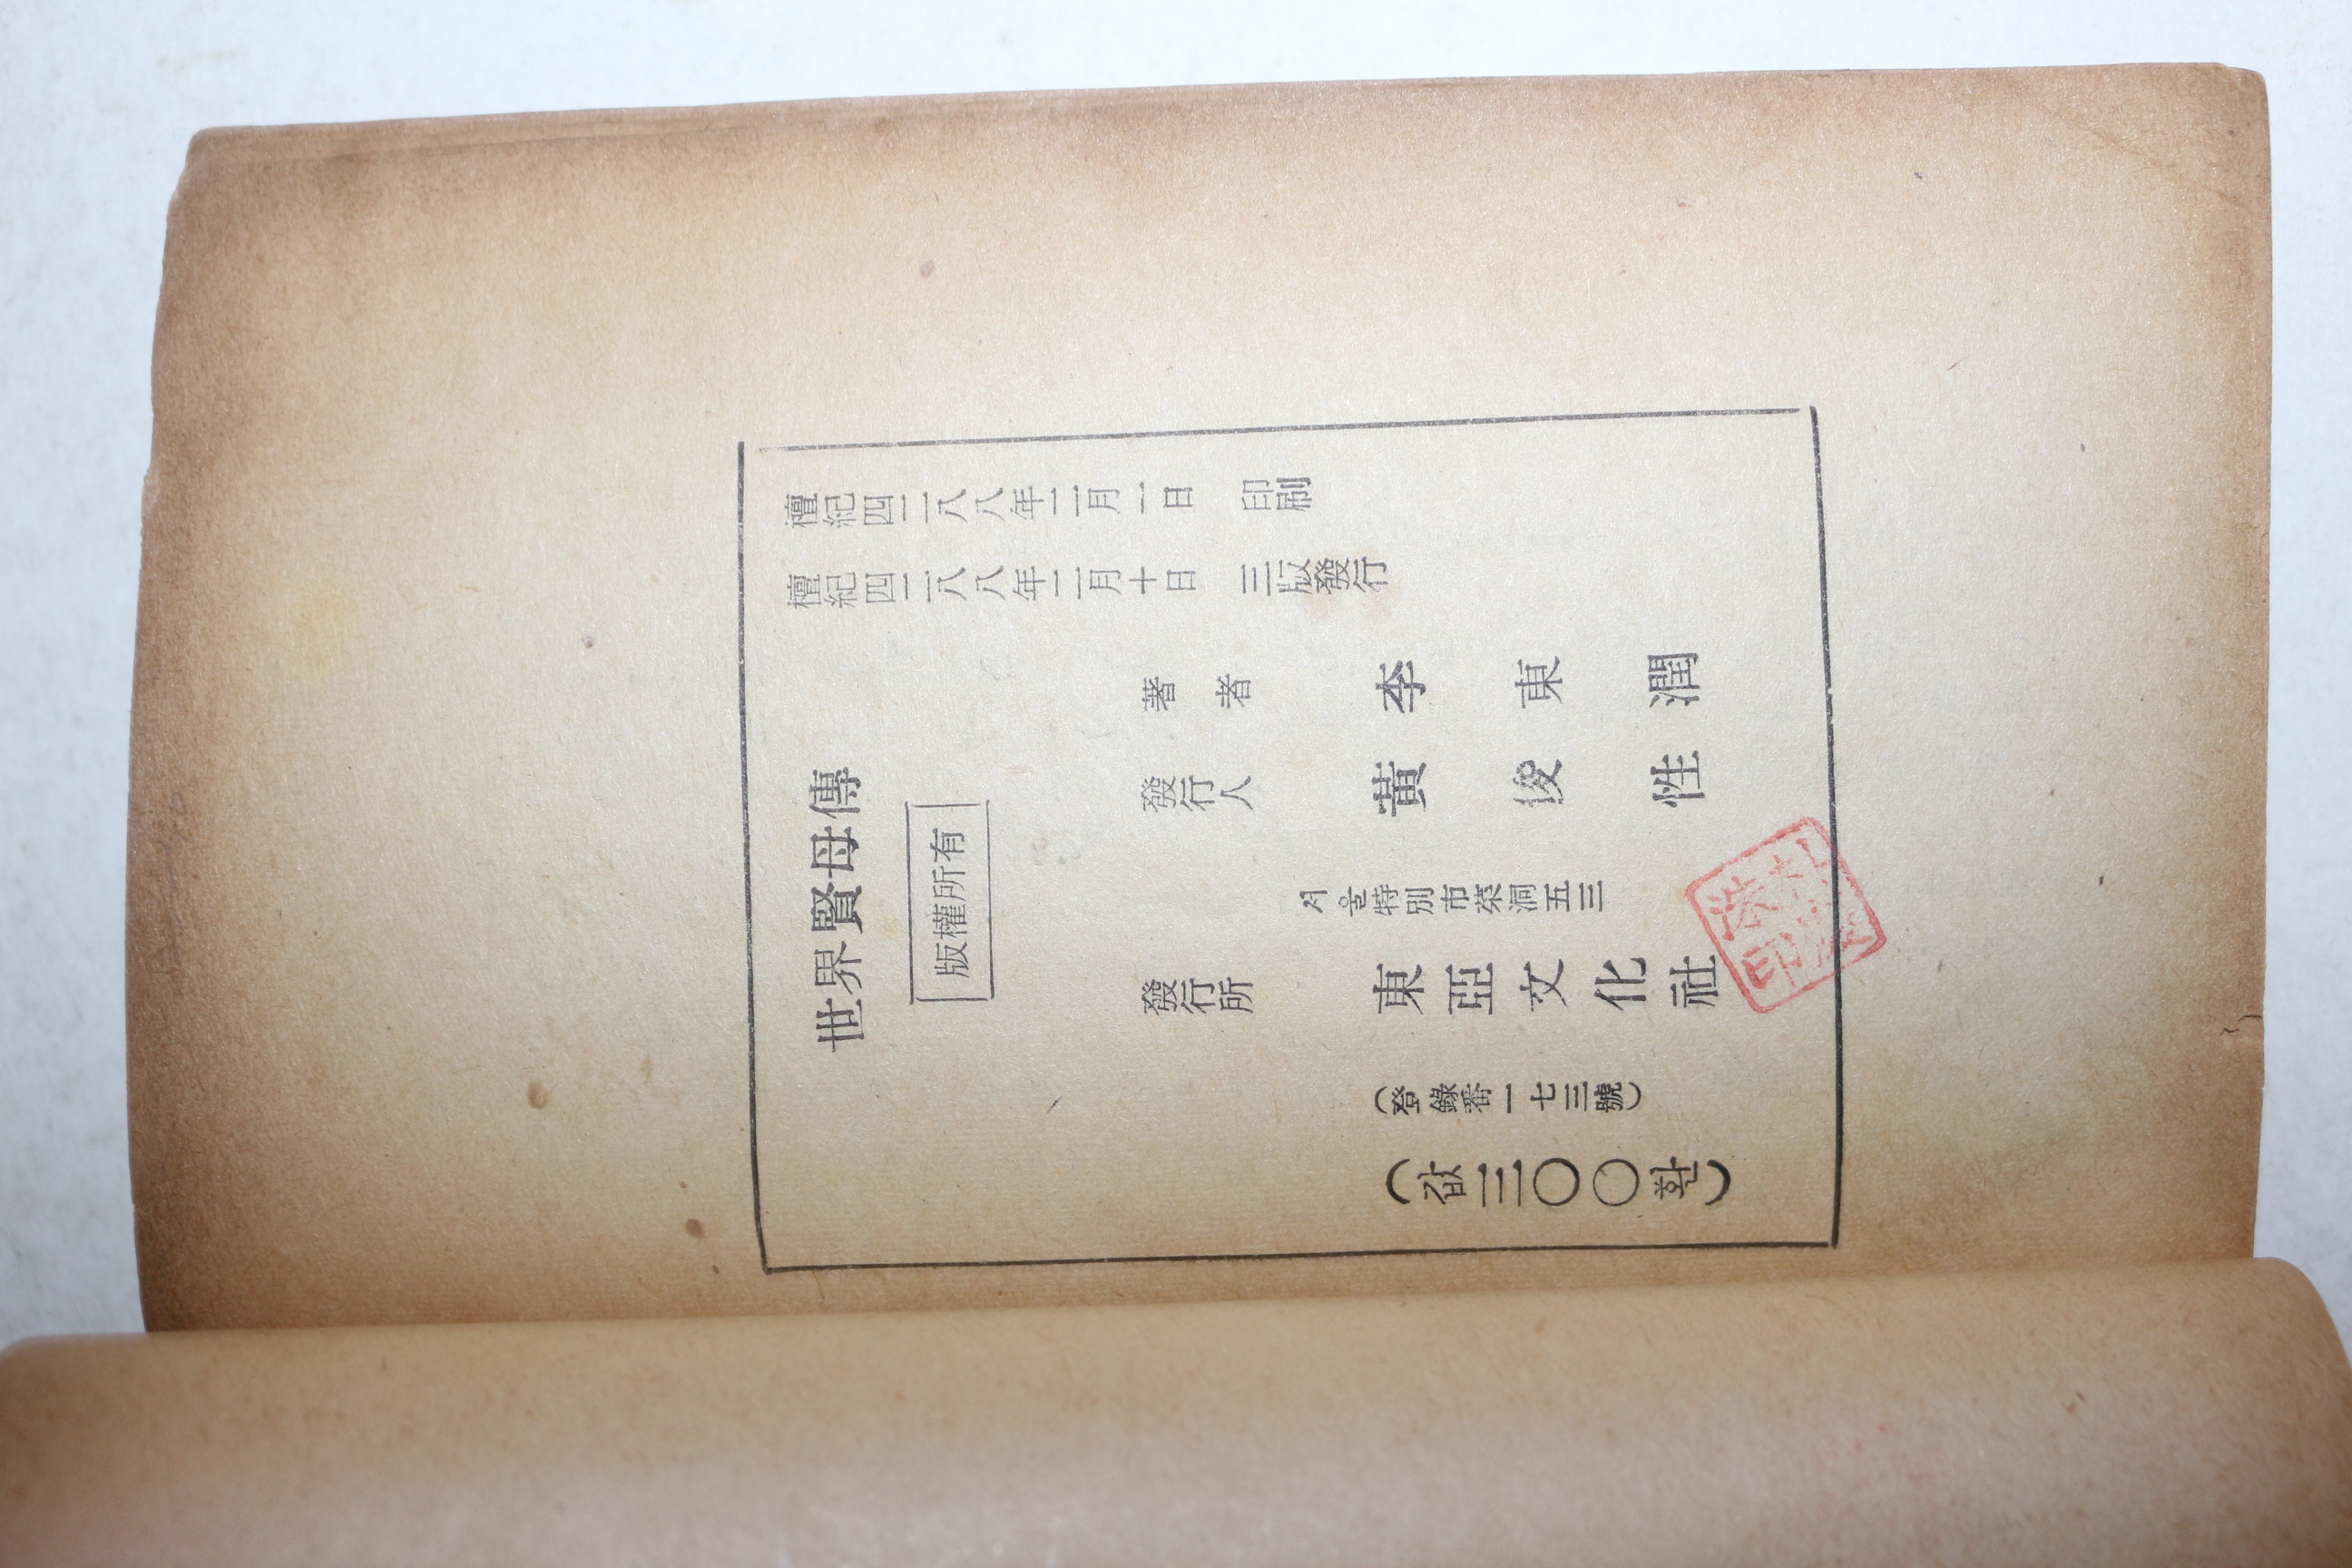 檀紀四二八八年二月一日 印刷
檀紀四二八八年二月十日 三版發行
世界賢母傳
版權所有
著者 李東潤
發行人 黃俊性
서울特別市茶洞五三
發行所 東亞文化社
(登錄番一七三號)
(값三〇〇환)